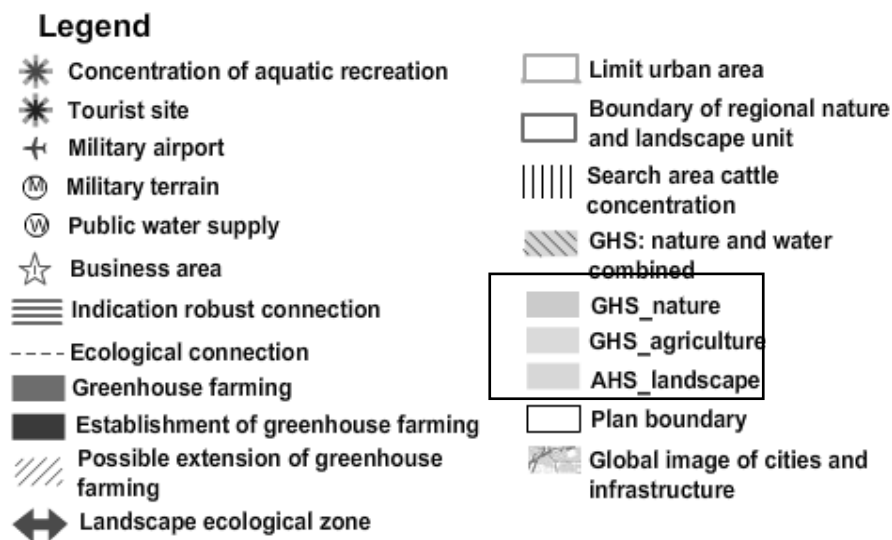 Legend
Concentration of aquatic recreation
Tourist site
Military airport
M Military terrain
W Public water supply
I Business area
Indication robust connection
Ecological connection
Greenhouse farming
Establishment of greenhouse farming
Possible extension of greenhouse
farming
Landscape ecological zone
Limit urban area
Boundary of regional nature
and landscape unit
Search area cattle
concentration
GHS: nature and water
combined
GHS_nature
GHS_agriculture
AHS_landscape
Plan boundary
Global image of cities and
infrastructure